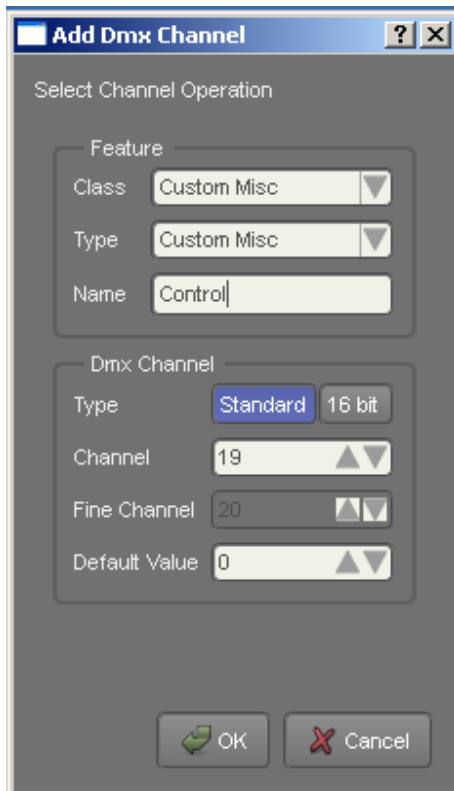 Add Dmx Channel
Select Channel Operation
Feature
Class Custom Misc
Type Custom Misc
Name Control
Dmx Channel
Type Standard 16 bit
Channel 19
Fine Channel 20
Default Value 0
OK Cancel